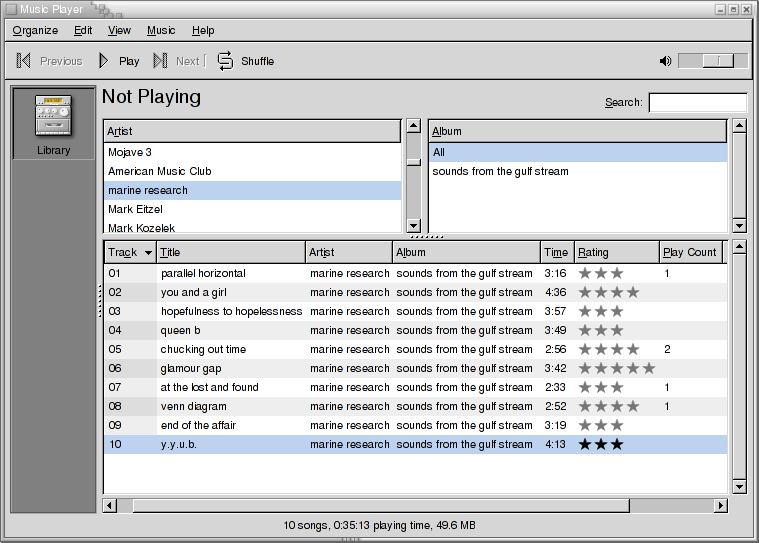 Music Player
Organize Edit View Music Help
Previous Play Next Shuffle
Not Playing
Search:
Library
Artist
Mojave 3
American Music Club
marine research
Mark Eitzel
Mark Kozelek
Album
All
sounds from the gulf stream
Track Title Artist Album Time Rating Play Count
01 parallel horizontal marine research sounds from the gulf stream 3:16 1
02 you and a girl marine research sounds from the gulf stream 4:36
03 hopefulness to hopelessness marine research sounds from the gulf stream 3:57
04 queen b marine research sounds from the gulf stream 3:49
05 chucking out time marine research sounds from the gulf stream 2:56 2
06 glamour gap marine research sounds from the gulf stream 3:42
07 at the lost and found marine research sounds from the gulf stream 2:33 1
08 venn diagram marine research sounds from the gulf stream 2:52 1
09 end of the affair marine research sounds from the gulf stream 3:19
10 y.y.u.b. marine research sounds from the gulf stream 4:13
10 songs, 0:35:13 playing time, 49.6 MB